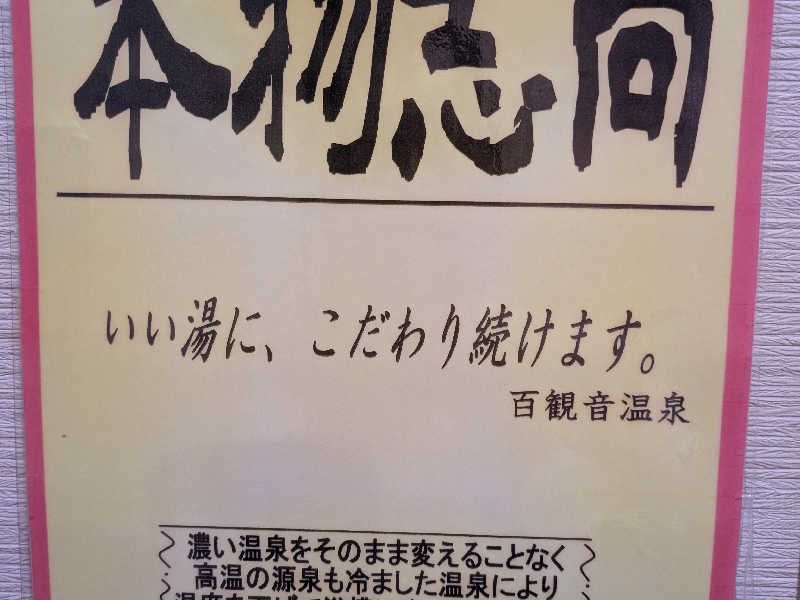 本物志向
いい湯に、こだわり続けます。
百観音温泉
濃い温泉をそのまま変えることなく
高温の源泉も冷ました温泉により